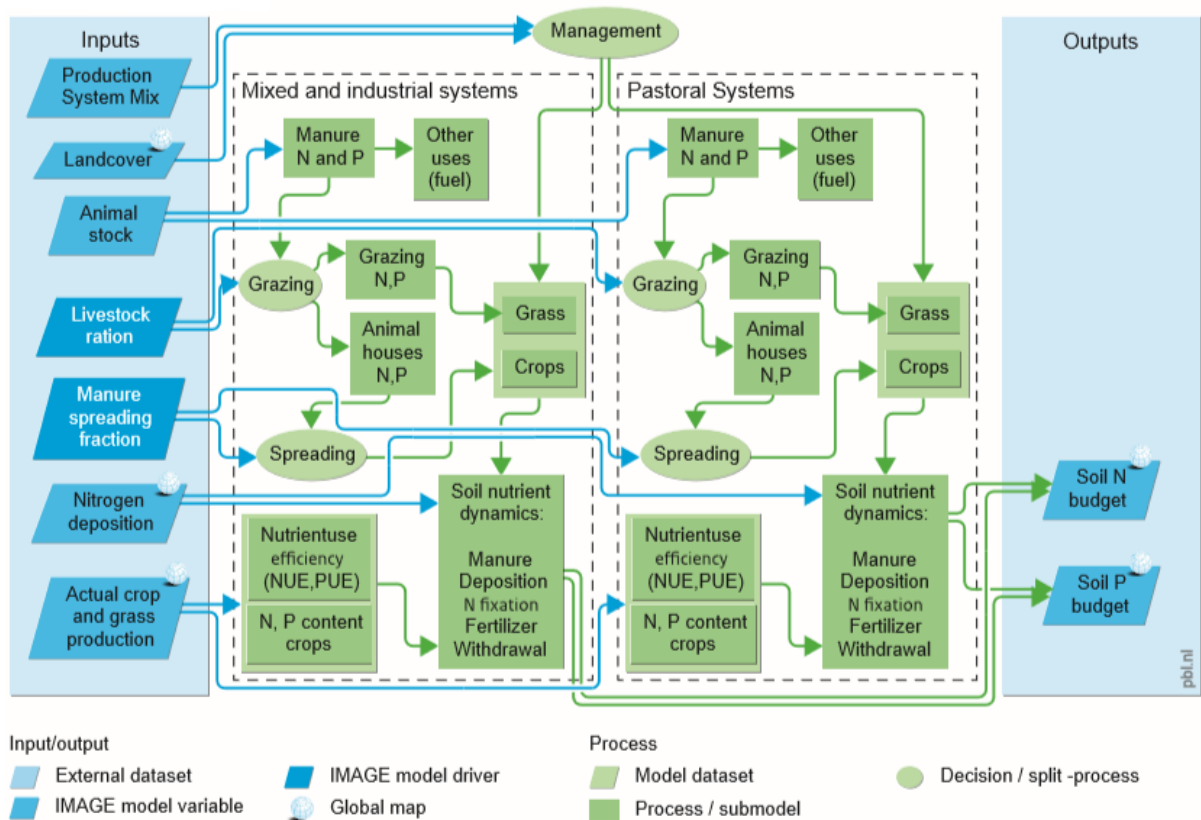 Inputs
Production
System Mix
Landcover
Animal
stock
Livestock
ration
Manure
spreading
fraction
Nitrogen
deposition
Actual crop
and grass
production
Management
Mixed and industrial systems
Manure
N and P
Other
uses
(fuel)
Grazing
Grazing
N,P
Animal
houses
N,P
Grass
Crops
Spreading
Soil nutrient
dynamics:
Manure
Deposition
N fixation
Fertilizer
Withdrawal
Nutrientuse
efficiency
(NUE,PUE)
N, P content
crops
Pastoral Systems
Manure
N and P
Other
uses
(fuel)
Grazing
Grazing
N,P
Animal
houses
N,P
Grass
Crops
Spreading
Soil nutrient
dynamics:
Manure
Deposition
N fixation
Fertilizer
Withdrawal
Nutrientuse
efficiency
(NUE,PUE)
N, P content
crops
Outputs
Soil N
budget
Soil P
budget
pbl.nl
Input/output
External dataset
IMAGE model variable
IMAGE model driver
Global map
Process
Model dataset
Process / submodel
Decision / split -process